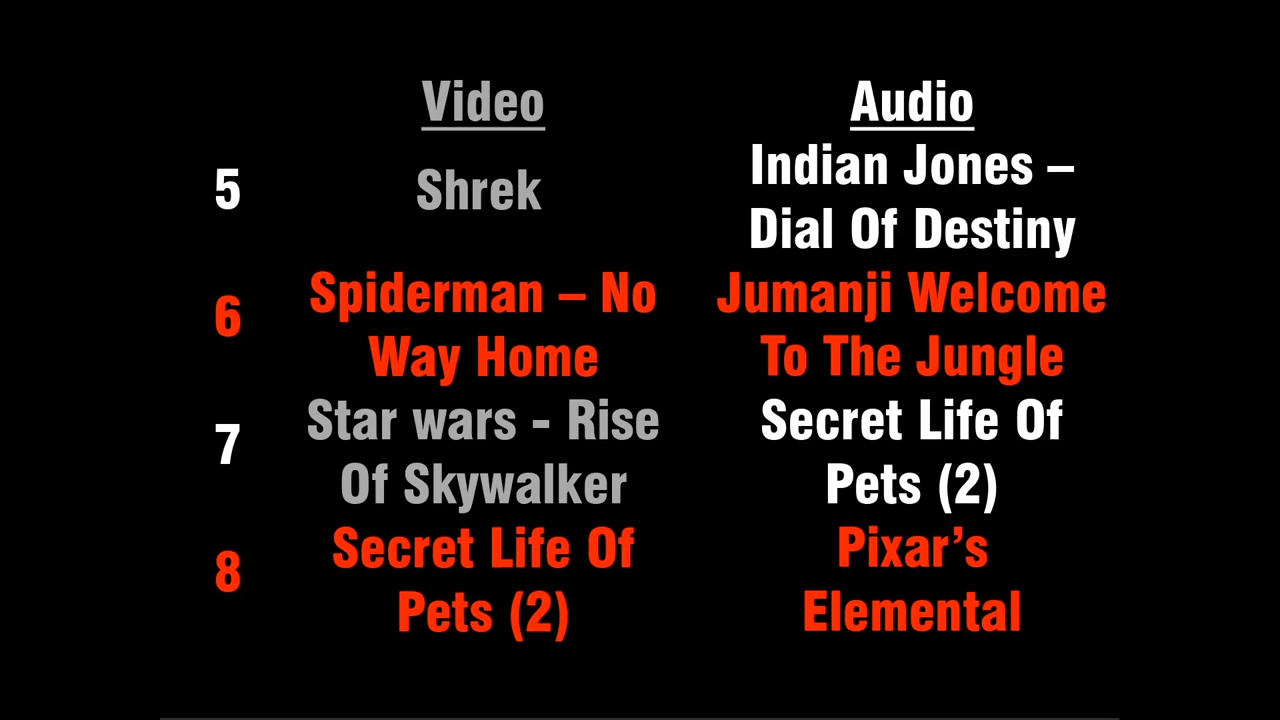 Video Audio
5 Shrek Indian Jones –
Dial Of Destiny
6 Spiderman – No Jumanji Welcome
Way Home To The Jungle
7 Star wars - Rise Secret Life Of
Of Skywalker Pets (2)
8 Secret Life Of Pixar’s
Pets (2) Elemental